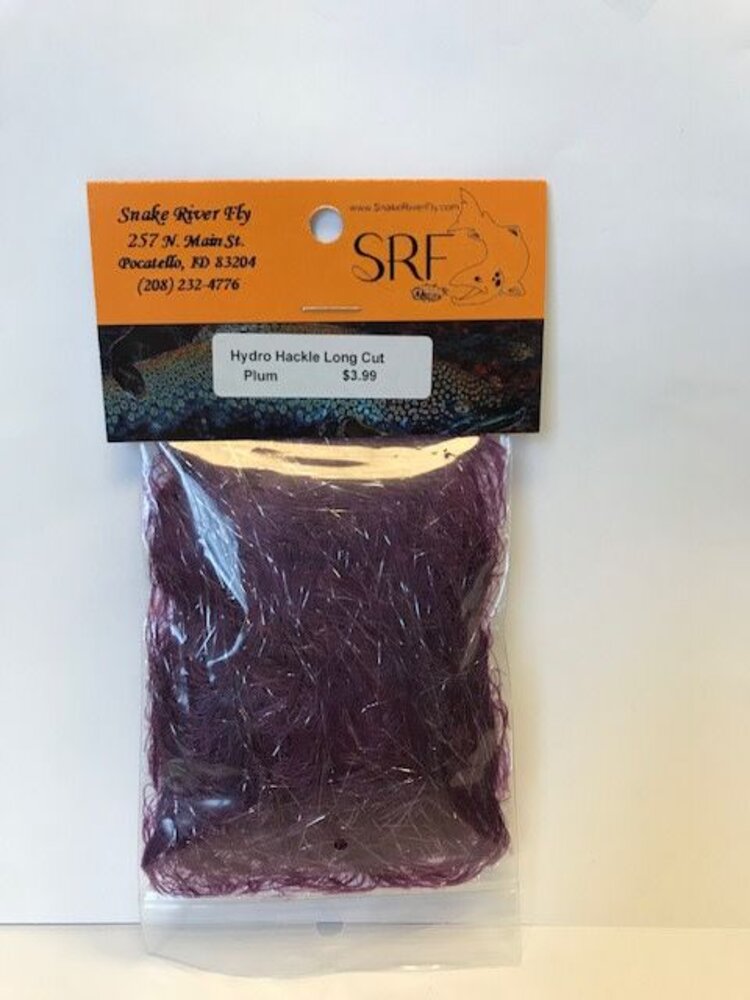 Snake River Fly
257 N. Main St.
Pocatello, ID 83204
(208) 232-4776
www.SnakeRiverFly.com
SRF
Hydro Hackle Long Cut
Plum $3.99